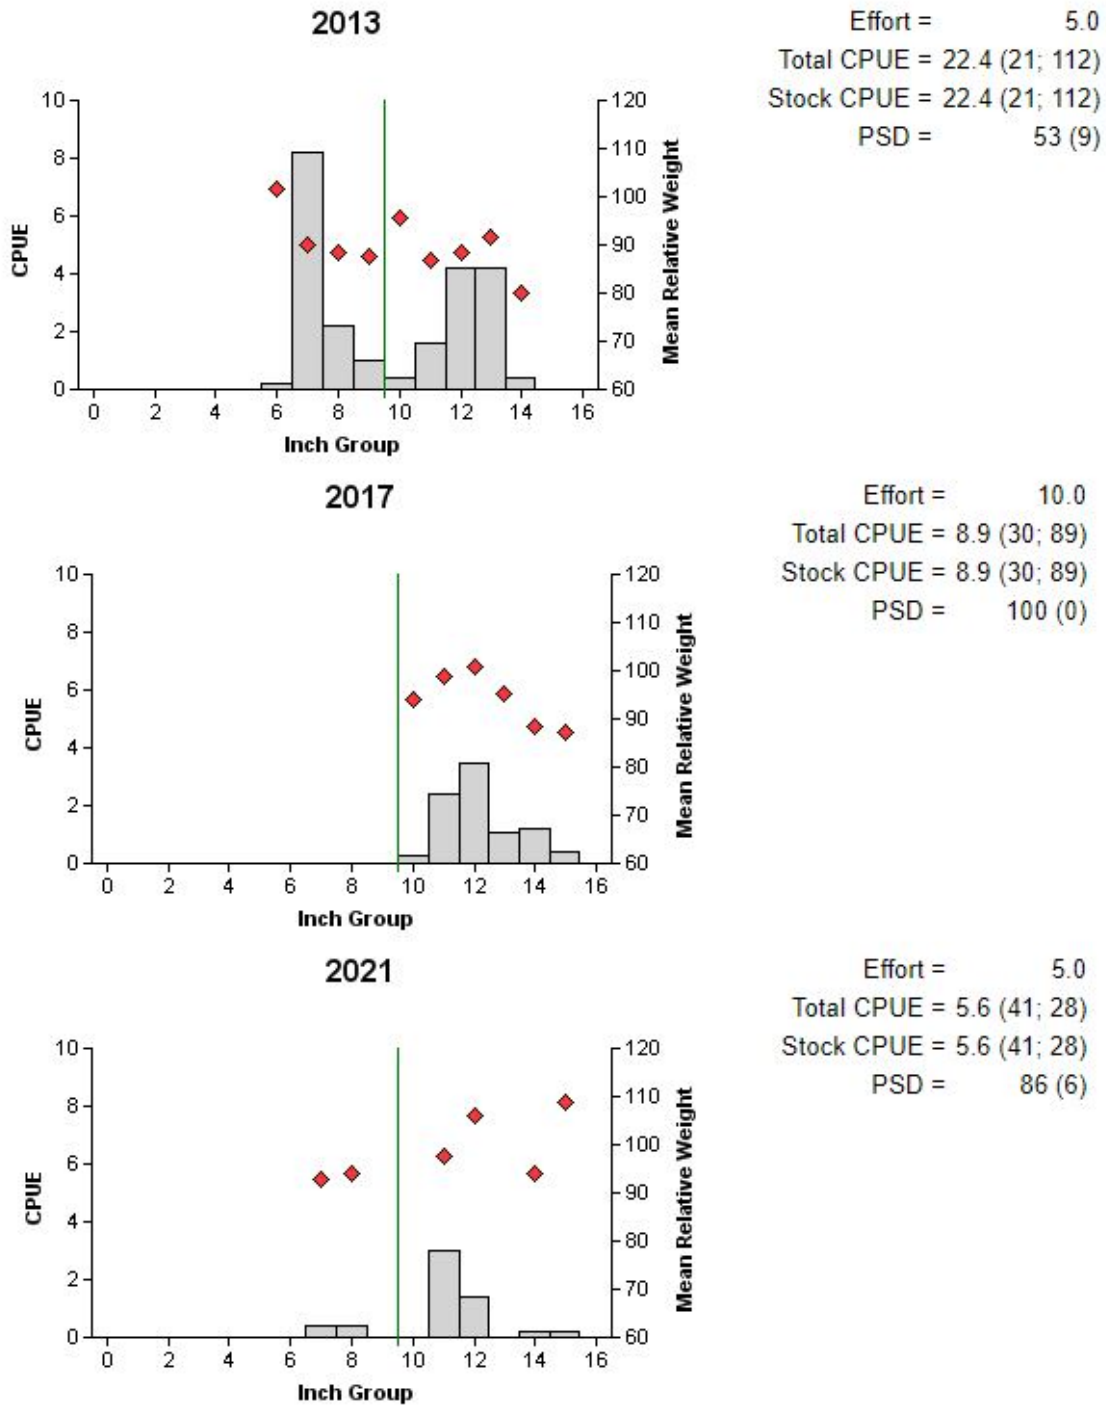 2013
Effort = 5.0
Total CPUE = 22.4 (21; 112)
Stock CPUE = 22.4 (21; 112)
PSD = 53 (9)
10
8
6
4
2
0
CPUE
120
110
100
90
80
70
60
Mean Relative Weight
0 2 4 6 8 10 12 14 16
Inch Group
2017
Effort = 10.0
Total CPUE = 8.9 (30; 89)
Stock CPUE = 8.9 (30; 89)
PSD = 100 (0)
10
8
6
4
2
0
CPUE
120
110
100
90
80
70
60
Mean Relative Weight
0 2 4 6 8 10 12 14 16
Inch Group
2021
Effort = 5.0
Total CPUE = 5.6 (41; 28)
Stock CPUE = 5.6 (41; 28)
PSD = 86 (6)
10
8
6
4
2
0
CPUE
120
110
100
90
80
70
60
Mean Relative Weight
0 2 4 6 8 10 12 14 16
Inch Group